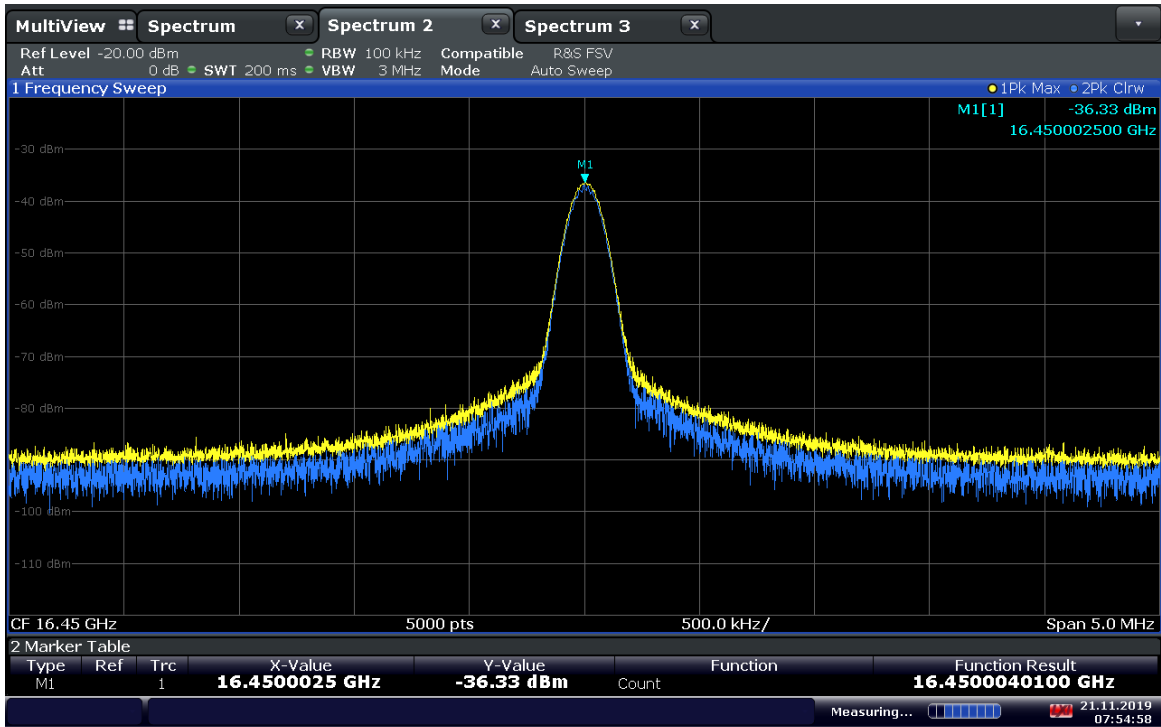 MultiView Spectrum x Spectrum 2 x Spectrum 3 x
Ref Level -20.00 dBm RBW 100 kHz Compatible R&S FSV
Att 0 dB SWT 200 ms VBW 3 MHz Mode Auto Sweep
1 Frequency Sweep 1Pk Max 2Pk Clrw
M1[1] -36.33 dBm
16.450002500 GHz
-30 dBm
M1
-40 dBm
-50 dBm
-60 dBm
-70 dBm
-80 dBm
-100 dBm
-110 dBm
CF 16.45 GHz 5000 pts 500.0 kHz/ Span 5.0 MHz
2 Marker Table
Type Ref Trc X-Value Y-Value Function Function Result
M1 1 16.4500025 GHz -36.33 dBm Count 16.4500040100 GHz
Measuring... 21.11.2019
07:54:58